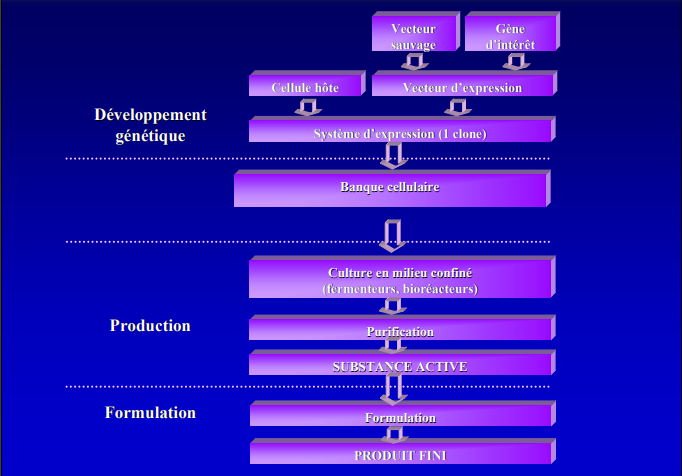 Vecteur
sauvage
Gène
d’intérêt
Cellule hôte
Vecteur d’expression
Développement
génétique
Système d’expression (1 clone)
Banque cellulaire
Culture en milieu confiné
(fermenteurs, bioréacteurs)
Production
Purification
SUBSTANCE ACTIVE
Formulation
Formulation
PRODUIT FINI